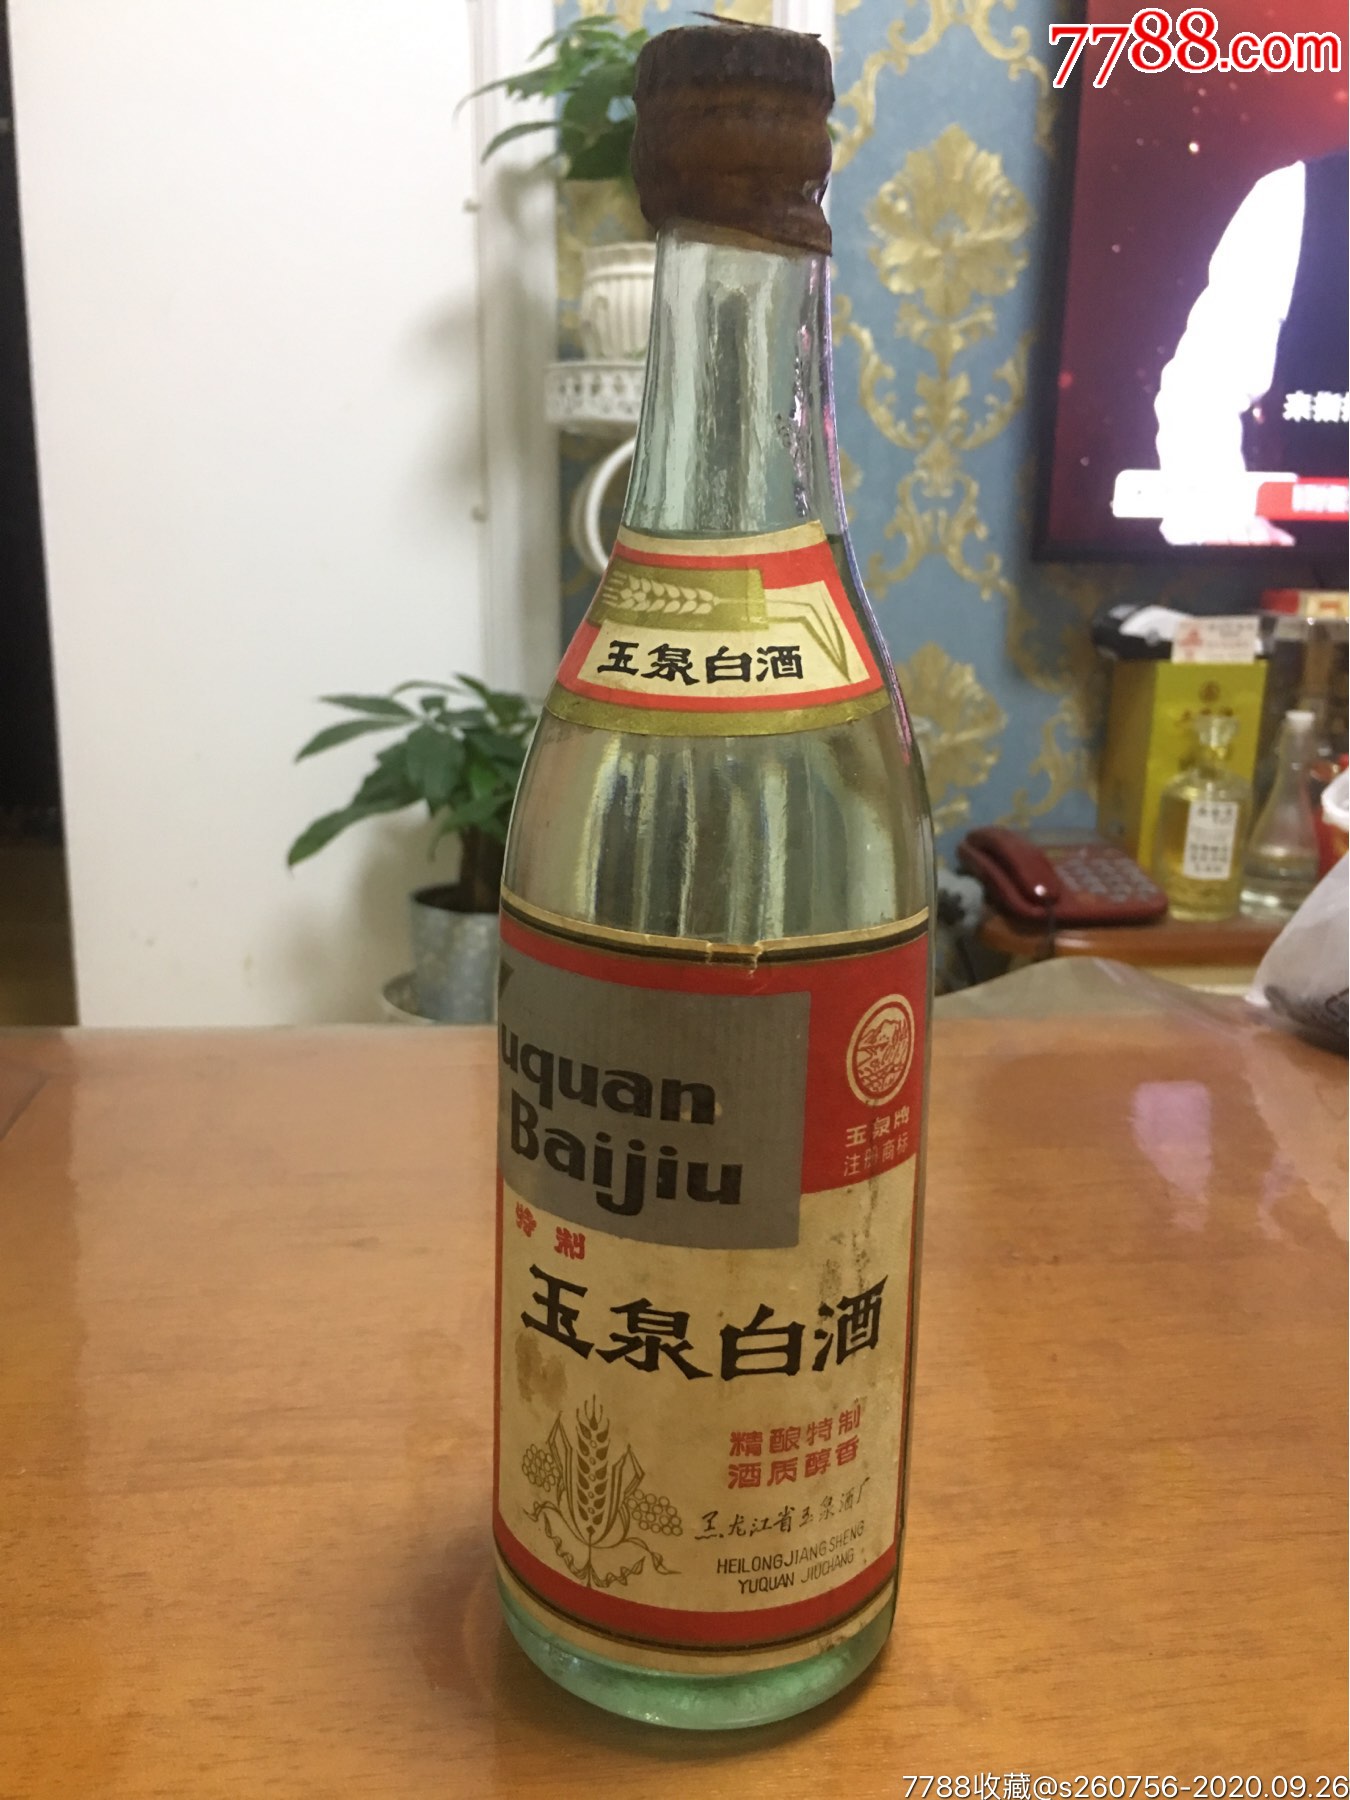 7788.com
来指
玉泉白酒
uquan
Baijiu
玉泉牌
注册商标
特制
玉泉白酒
精酿特制
酒质醇香
黑龙江省玉泉酒厂
HEILONGJIANGSHENG
YUQUAN JIUCHANG
7788收藏@s260756-2020.09.26